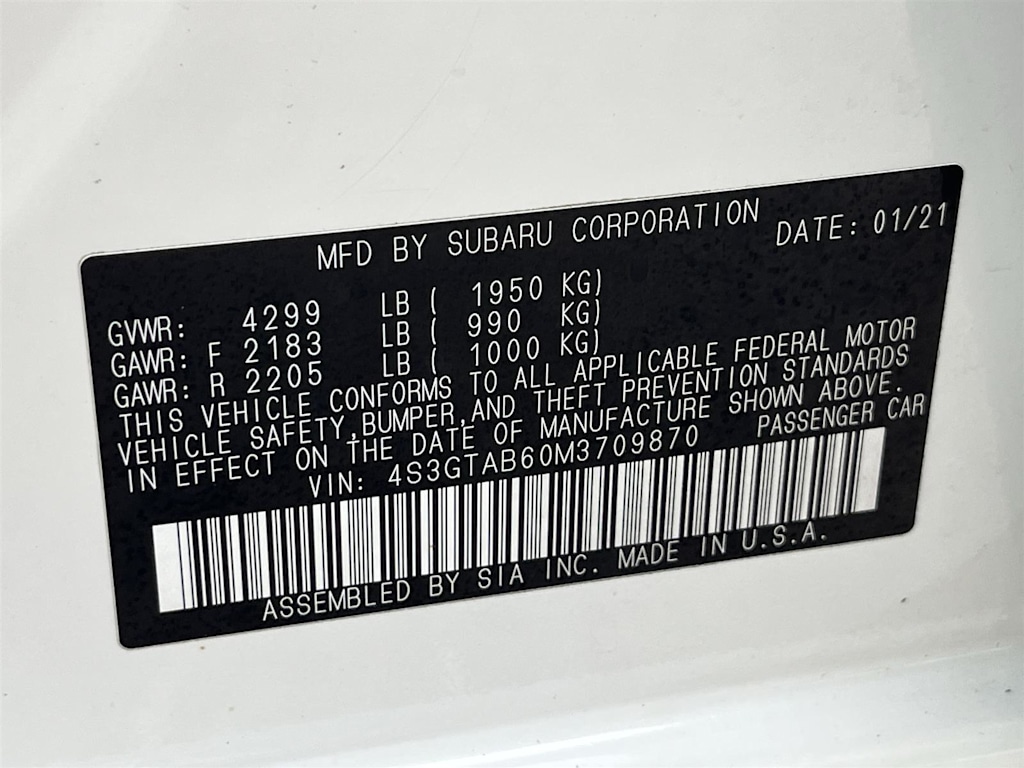 MFD BY SUBARU CORPORATION DATE: 01/21
GVWR: 4299 LB ( 1950 KG)
GAWR: F 2183 LB ( 990 KG)
GAWR: R 2205 LB ( 1000 KG)
THIS VEHICLE CONFORMS TO ALL APPLICABLE FEDERAL MOTOR
VEHICLE SAFETY,BUMPER,AND THEFT PREVENTION STANDARDS
IN EFFECT ON THE DATE OF MANUFACTURE SHOWN ABOVE.
VIN: 4S3GTAB60M3709870 PASSENGER CAR
ASSEMBLED BY SIA INC. MADE IN U.S.A.